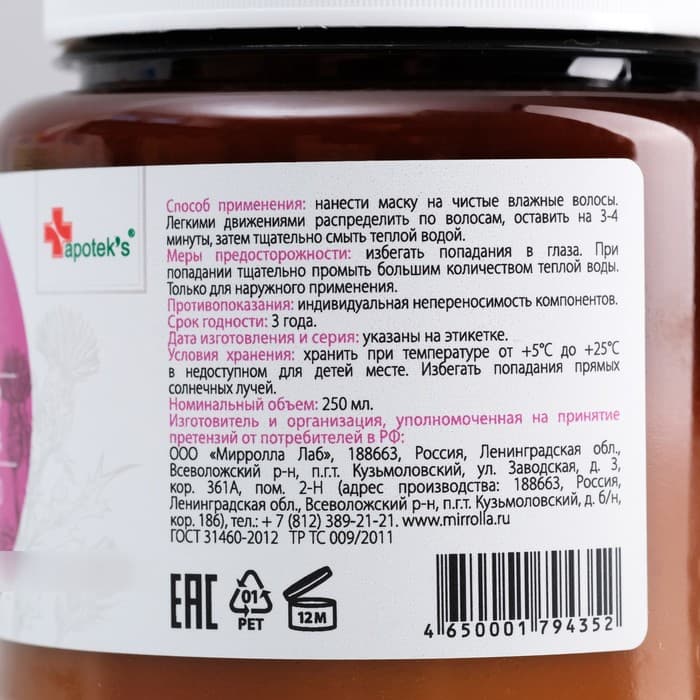 apotek's®
Способ применения: нанести маску на чистые влажные волосы.
Легкими движениями распределить по волосам, оставить на 3-4
минуты, затем тщательно смыть теплой водой.
Меры предосторожности: избегать попадания в глаза. При
попадании тщательно промыть большим количеством теплой воды.
Только для наружного применения.
Противопоказания: индивидуальная непереносимость компонентов.
Срок годности: 3 года.
Дата изготовления и серия: указаны на этикетке.
Условия хранения: хранить при температуре от +5°С до +25°С
в недоступном для детей месте. Избегать попадания прямых
солнечных лучей.
Номинальный объем: 250 мл.
Изготовитель и организация, уполномоченная на принятие
претензий от потребителей в РФ:
ООО «Мирролла Лаб», 188663, Россия, Ленинградская обл.,
Всеволожский р-н, п.г.т. Кузьмоловский, ул. Заводская, д. 3,
кор. 361А, пом. 2-Н (адрес производства: 188663, Россия,
Ленинградская обл., Всеволожский р-н, п.г.т. Кузьмоловский, д. б/н,
кор. 186), тел.: + 7 (812) 389-21-21. www.mirrolla.ru
ГОСТ 31460-2012 ТР ТС 009/2011
ЕАС
01
PET
12M
4 650001 794352